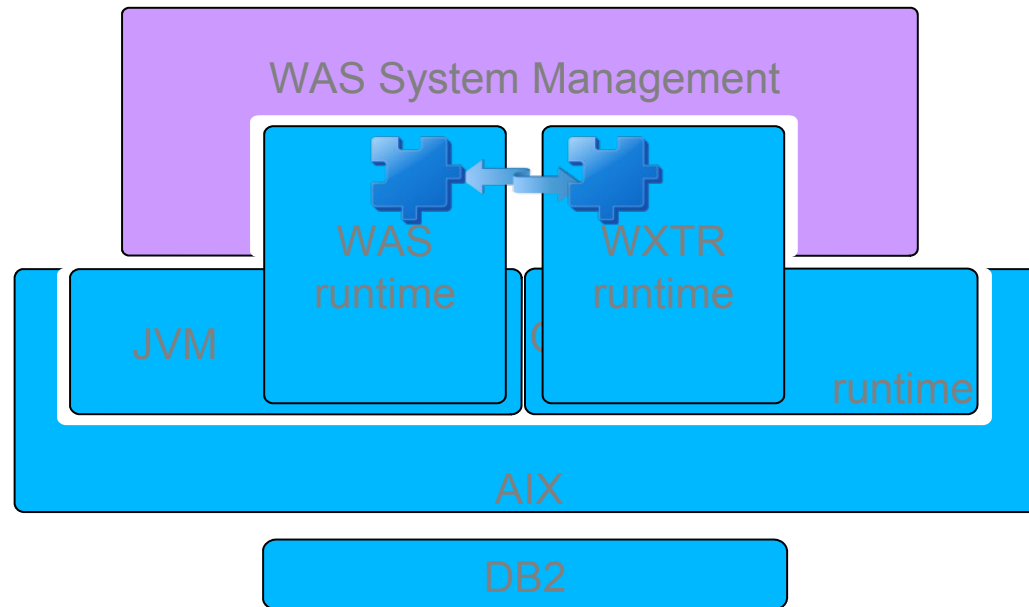 WAS System Management
WAS
runtime
WXTR
runtime
JVM
runtime
AIX
DB2